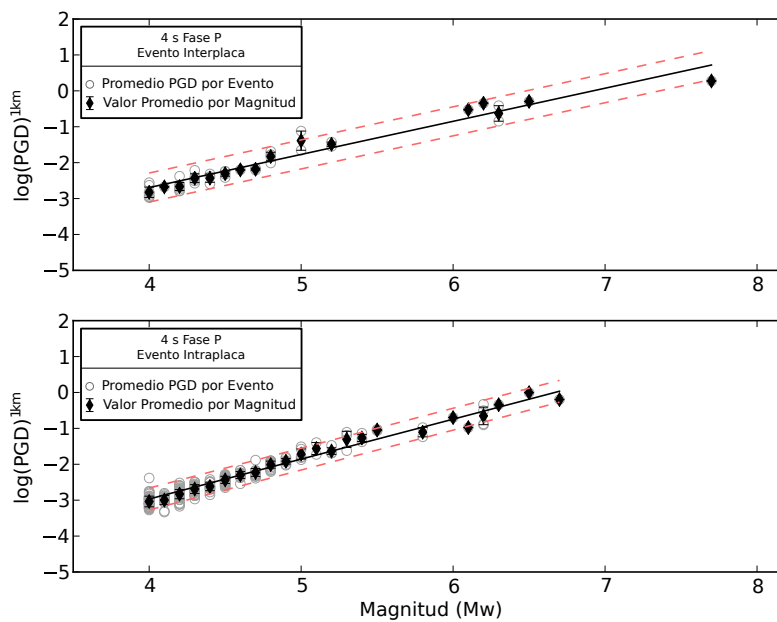 2
1
0
−1
−2
−3
−4
−5
log(PGD)^1km
4 s Fase P
Evento Interplaca
Promedio PGD por Evento
Valor Promedio por Magnitud
4 5 6 7 8
2
1
0
−1
−2
−3
−4
−5
log(PGD)^1km
4 s Fase P
Evento Intraplaca
Promedio PGD por Evento
Valor Promedio por Magnitud
4 5 6 7 8
Magnitud (Mw)